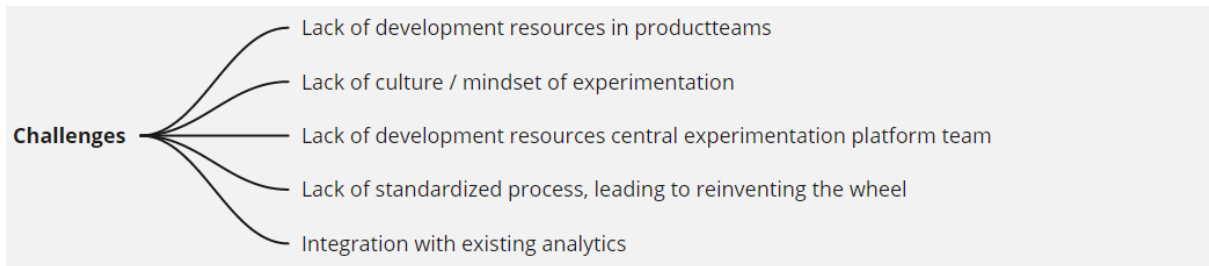 Challenges
Lack of development resources in productteams
Lack of culture / mindset of experimentation
Lack of development resources central experimentation platform team
Lack of standardized process, leading to reinventing the wheel
Integration with existing analytics